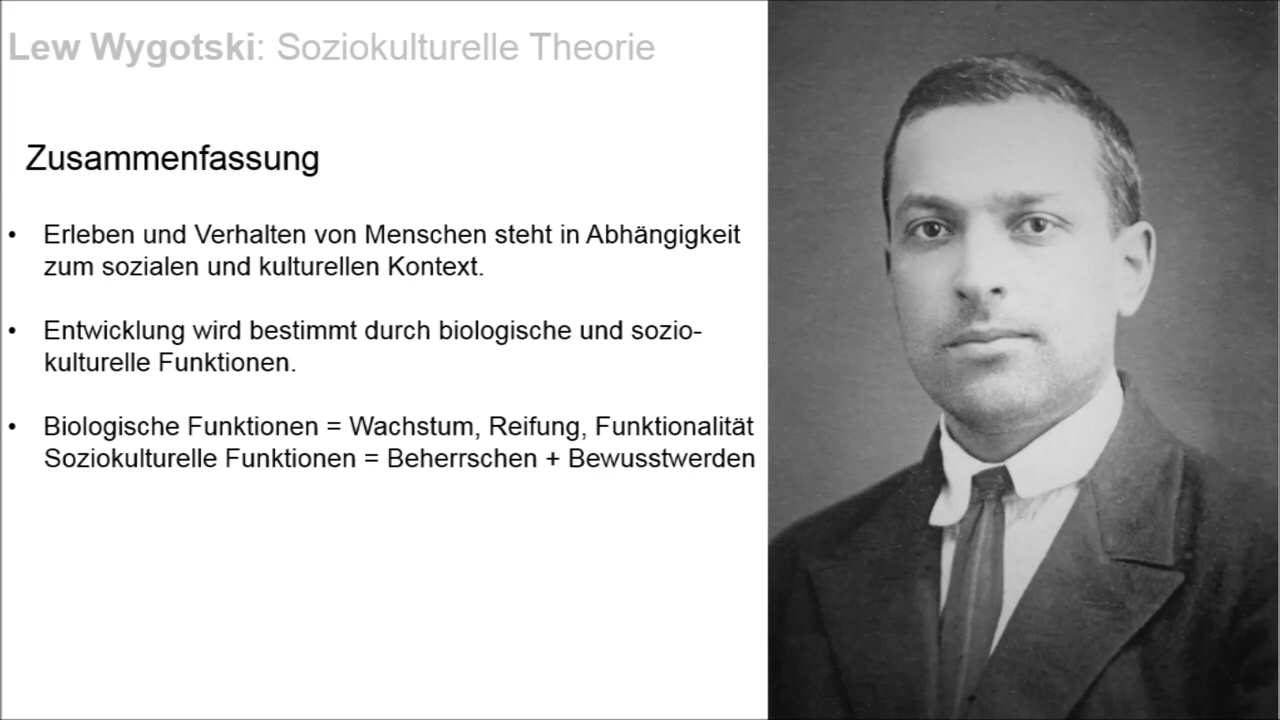 Lew Wygotski: Soziokulturelle Theorie
Zusammenfassung
• Erleben und Verhalten von Menschen steht in Abhängigkeit
zum sozialen und kulturellen Kontext.
• Entwicklung wird bestimmt durch biologische und sozio-
kulturelle Funktionen.
• Biologische Funktionen = Wachstum, Reifung, Funktionalität
Soziokulturelle Funktionen = Beherrschen + Bewusstwerden